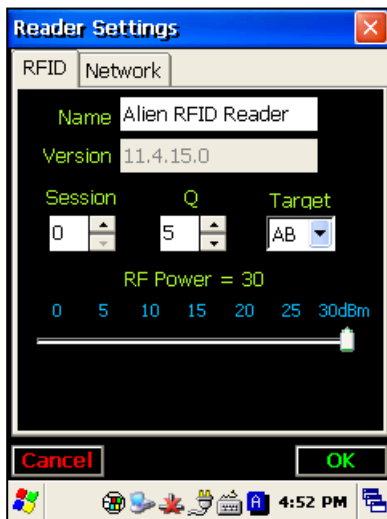 Reader Settings
RFID Network
Name Alien RFID Reader
Version 11.4.15.0
Session Q Target
0 5 AB
RF Power = 30
0 5 10 15 20 25 30dBm
Cancel OK
A 4:52 PM